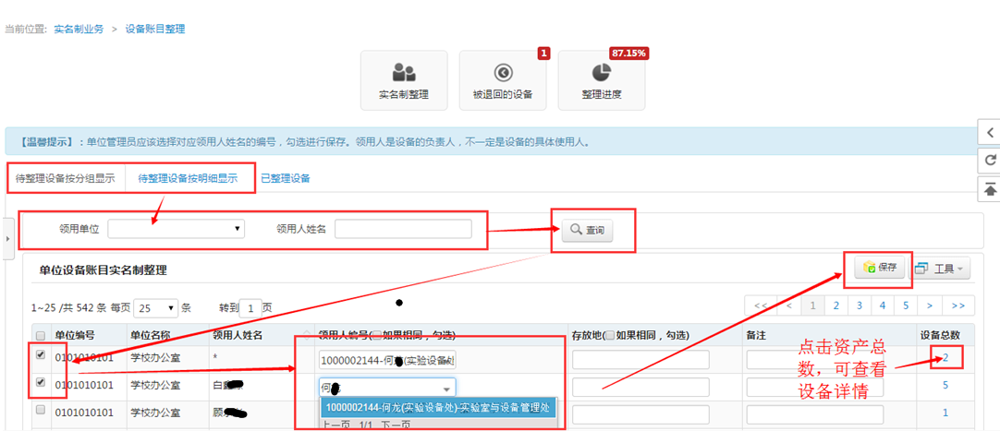 当前位置: 实名制业务 > 设备账目整理
1 87.15%
实名制整理 被退回的设备 整理进度
【温馨提示】:单位管理员应该选择对应领用人姓名的编号,勾选进行保存。领用人是设备的负责人,不一定是设备的具体使用人。
待整理设备按分组显示 待整理设备按明细显示 已整理设备
领用单位 领用人姓名 查询
单位设备账目实名制整理 保存 工具
1~25 /共 542 条 每页 25 条 转到 1 页 << < 1 2 3 4 5 > >>
单位编号 单位名称 领用人姓名 领用人编号(如果相同,勾选) 存放地(如果相同,勾选) 备注 设备总数
0101010101 学校办公室 * 1000002144-何(实验设备处) 2
0101010101 学校办公室 白 何 5
1000002144-何龙(实验设备处)实验室与设备管理处
0101010101 学校办公室 顾 1
上一页 1/1 下一页
点击资产总
数,可查看
设备详情